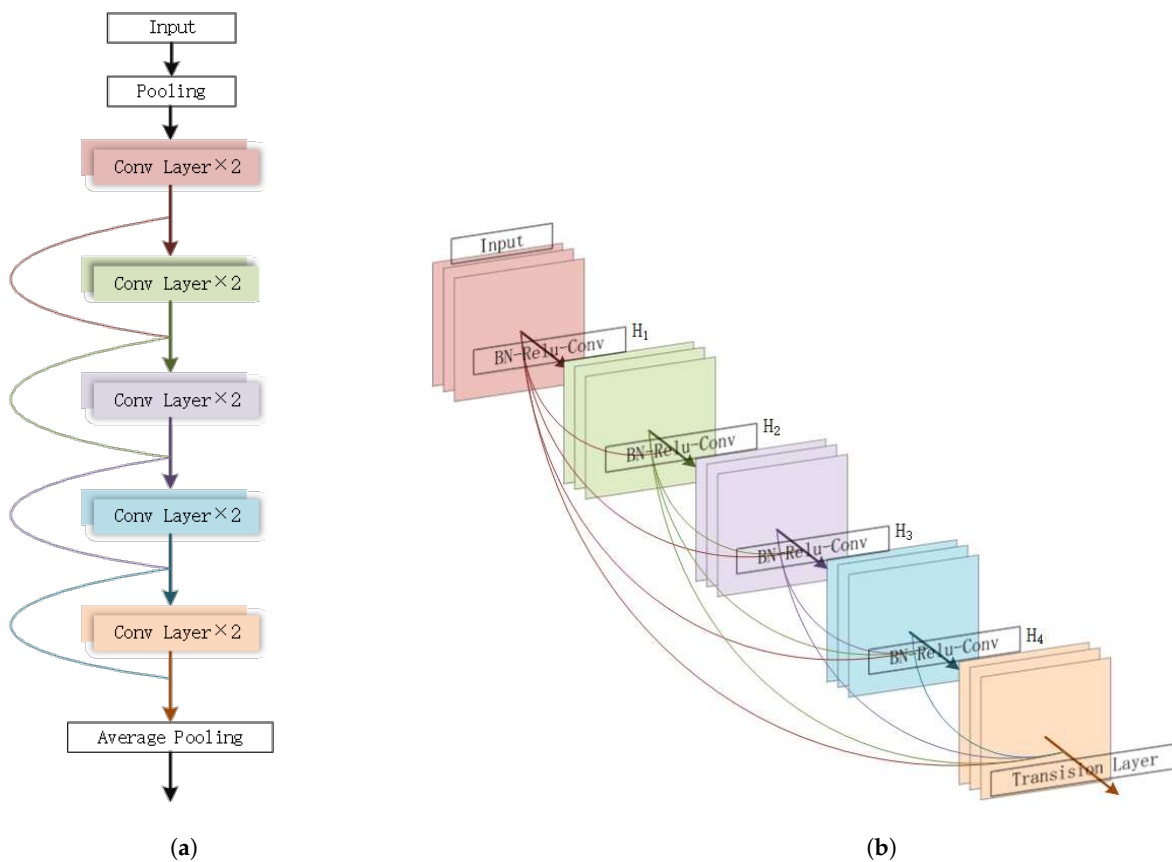 Input
Pooling
Conv Layer×2
Conv Layer×2
Conv Layer×2
Conv Layer×2
Conv Layer×2
Average Pooling
(a)
Input
BN-Relu-Conv H₁
BN-Relu-Conv H₂
BN-Relu-Conv H₃
BN-Relu-Conv H₄
Transision Layer
(b)